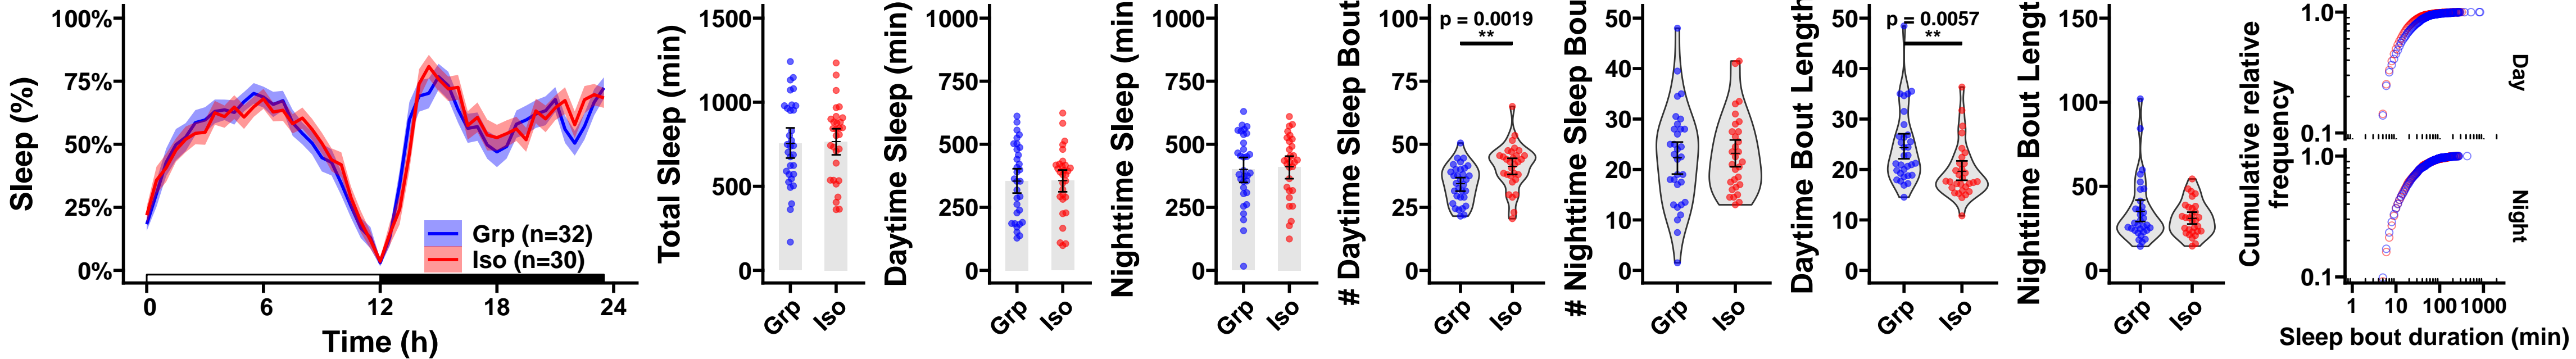 Sleep (%)
100%
75%
50%
25%
0%
Grp (n=32)
Iso (n=30)
0 6 12 18 24
Time (h)
Total Sleep (min)
1500
1000
500
0
Grp Iso
Daytime Sleep (min)
1000
750
500
250
0
Grp Iso
Nighttime Sleep (min
1000
750
500
250
0
Grp Iso
# Daytime Sleep Bout
100
75
50
25
0
p = 0.0019
**
Grp Iso
# Nighttime Sleep Bou
50
40
30
20
10
0
Grp Iso
Daytime Bout Length
50
40
30
20
10
0
p = 0.0057
**
Grp Iso
Nighttime Bout Lengt
150
100
50
0
Grp Iso
Cumulative relative
frequency
1.0
0.1
Day
1.0
0.1
Night
1 10 100 1000
Sleep bout duration (min)